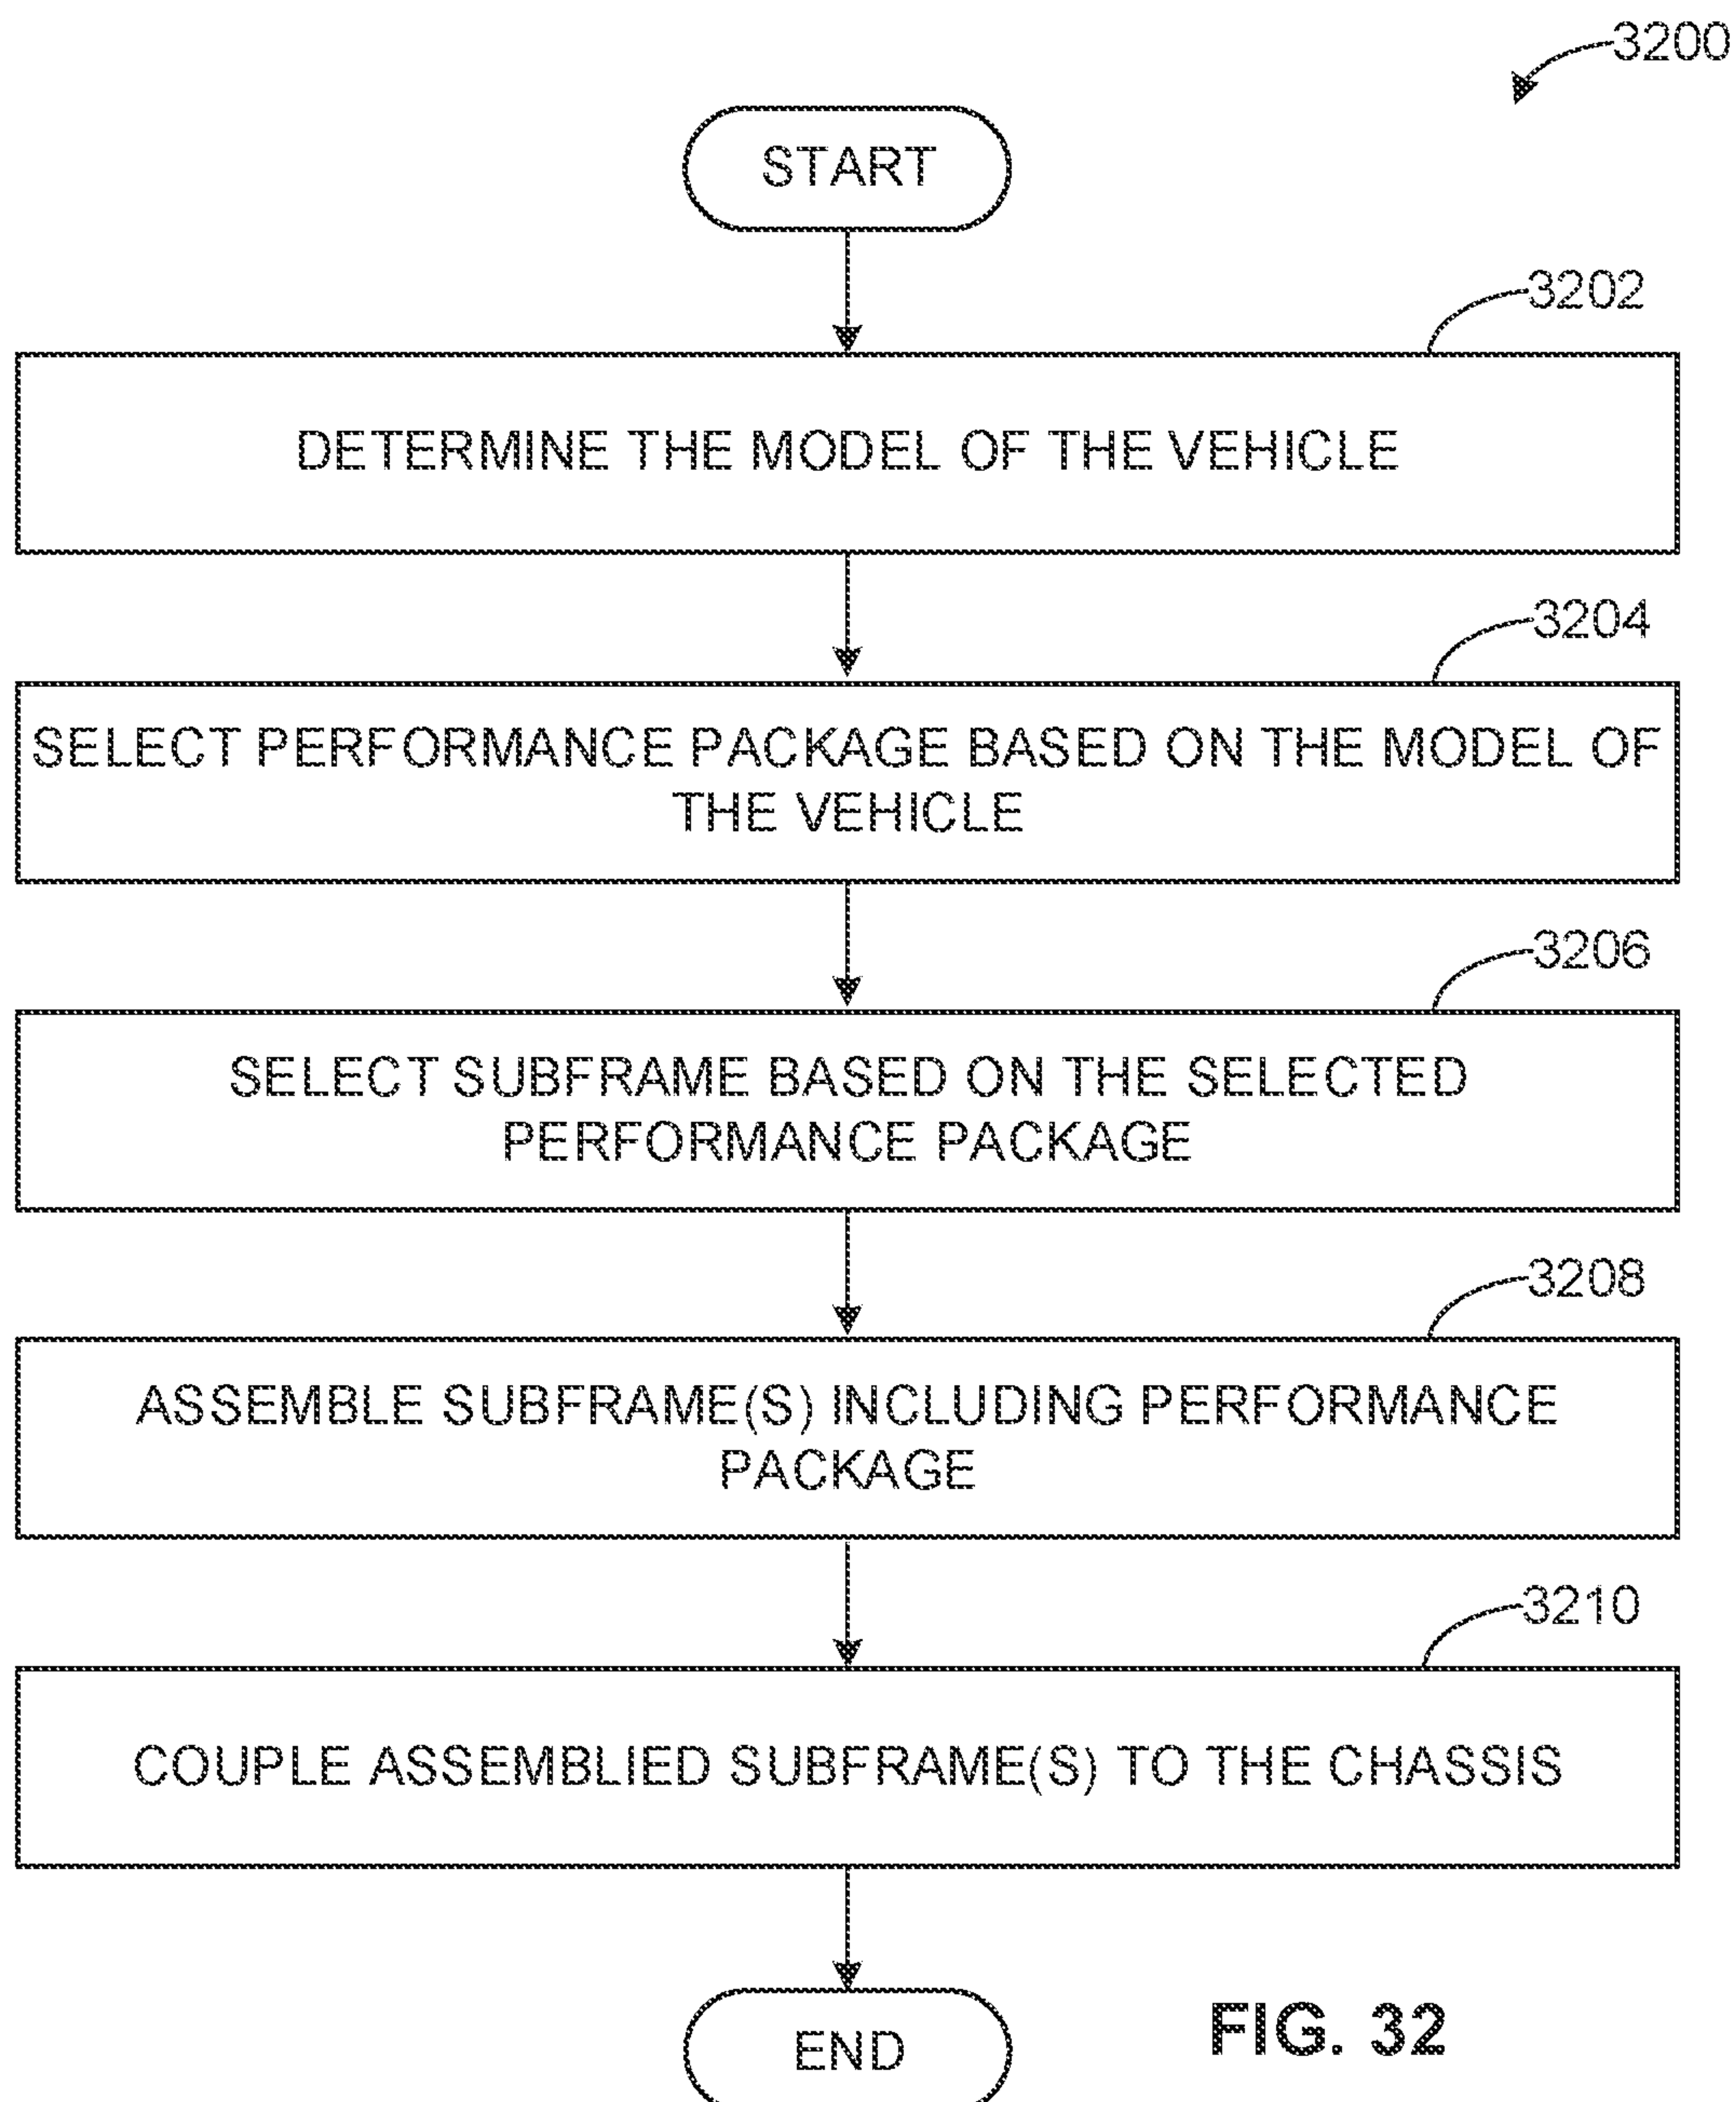 3200
START
3202
DETERMINE THE MODEL OF THE VEHICLE
3204
SELECT PERFORMANCE PACKAGE BASED ON THE MODEL OF
THE VEHICLE
3206
SELECT SUBFRAME BASED ON THE SELECTED
PERFORMANCE PACKAGE
3208
ASSEMBLE SUBFRAME(S) INCLUDING PERFORMANCE
PACKAGE
3210
COUPLE ASSEMBLIED SUBFRAME(S) TO THE CHASSIS
END
FIG. 32